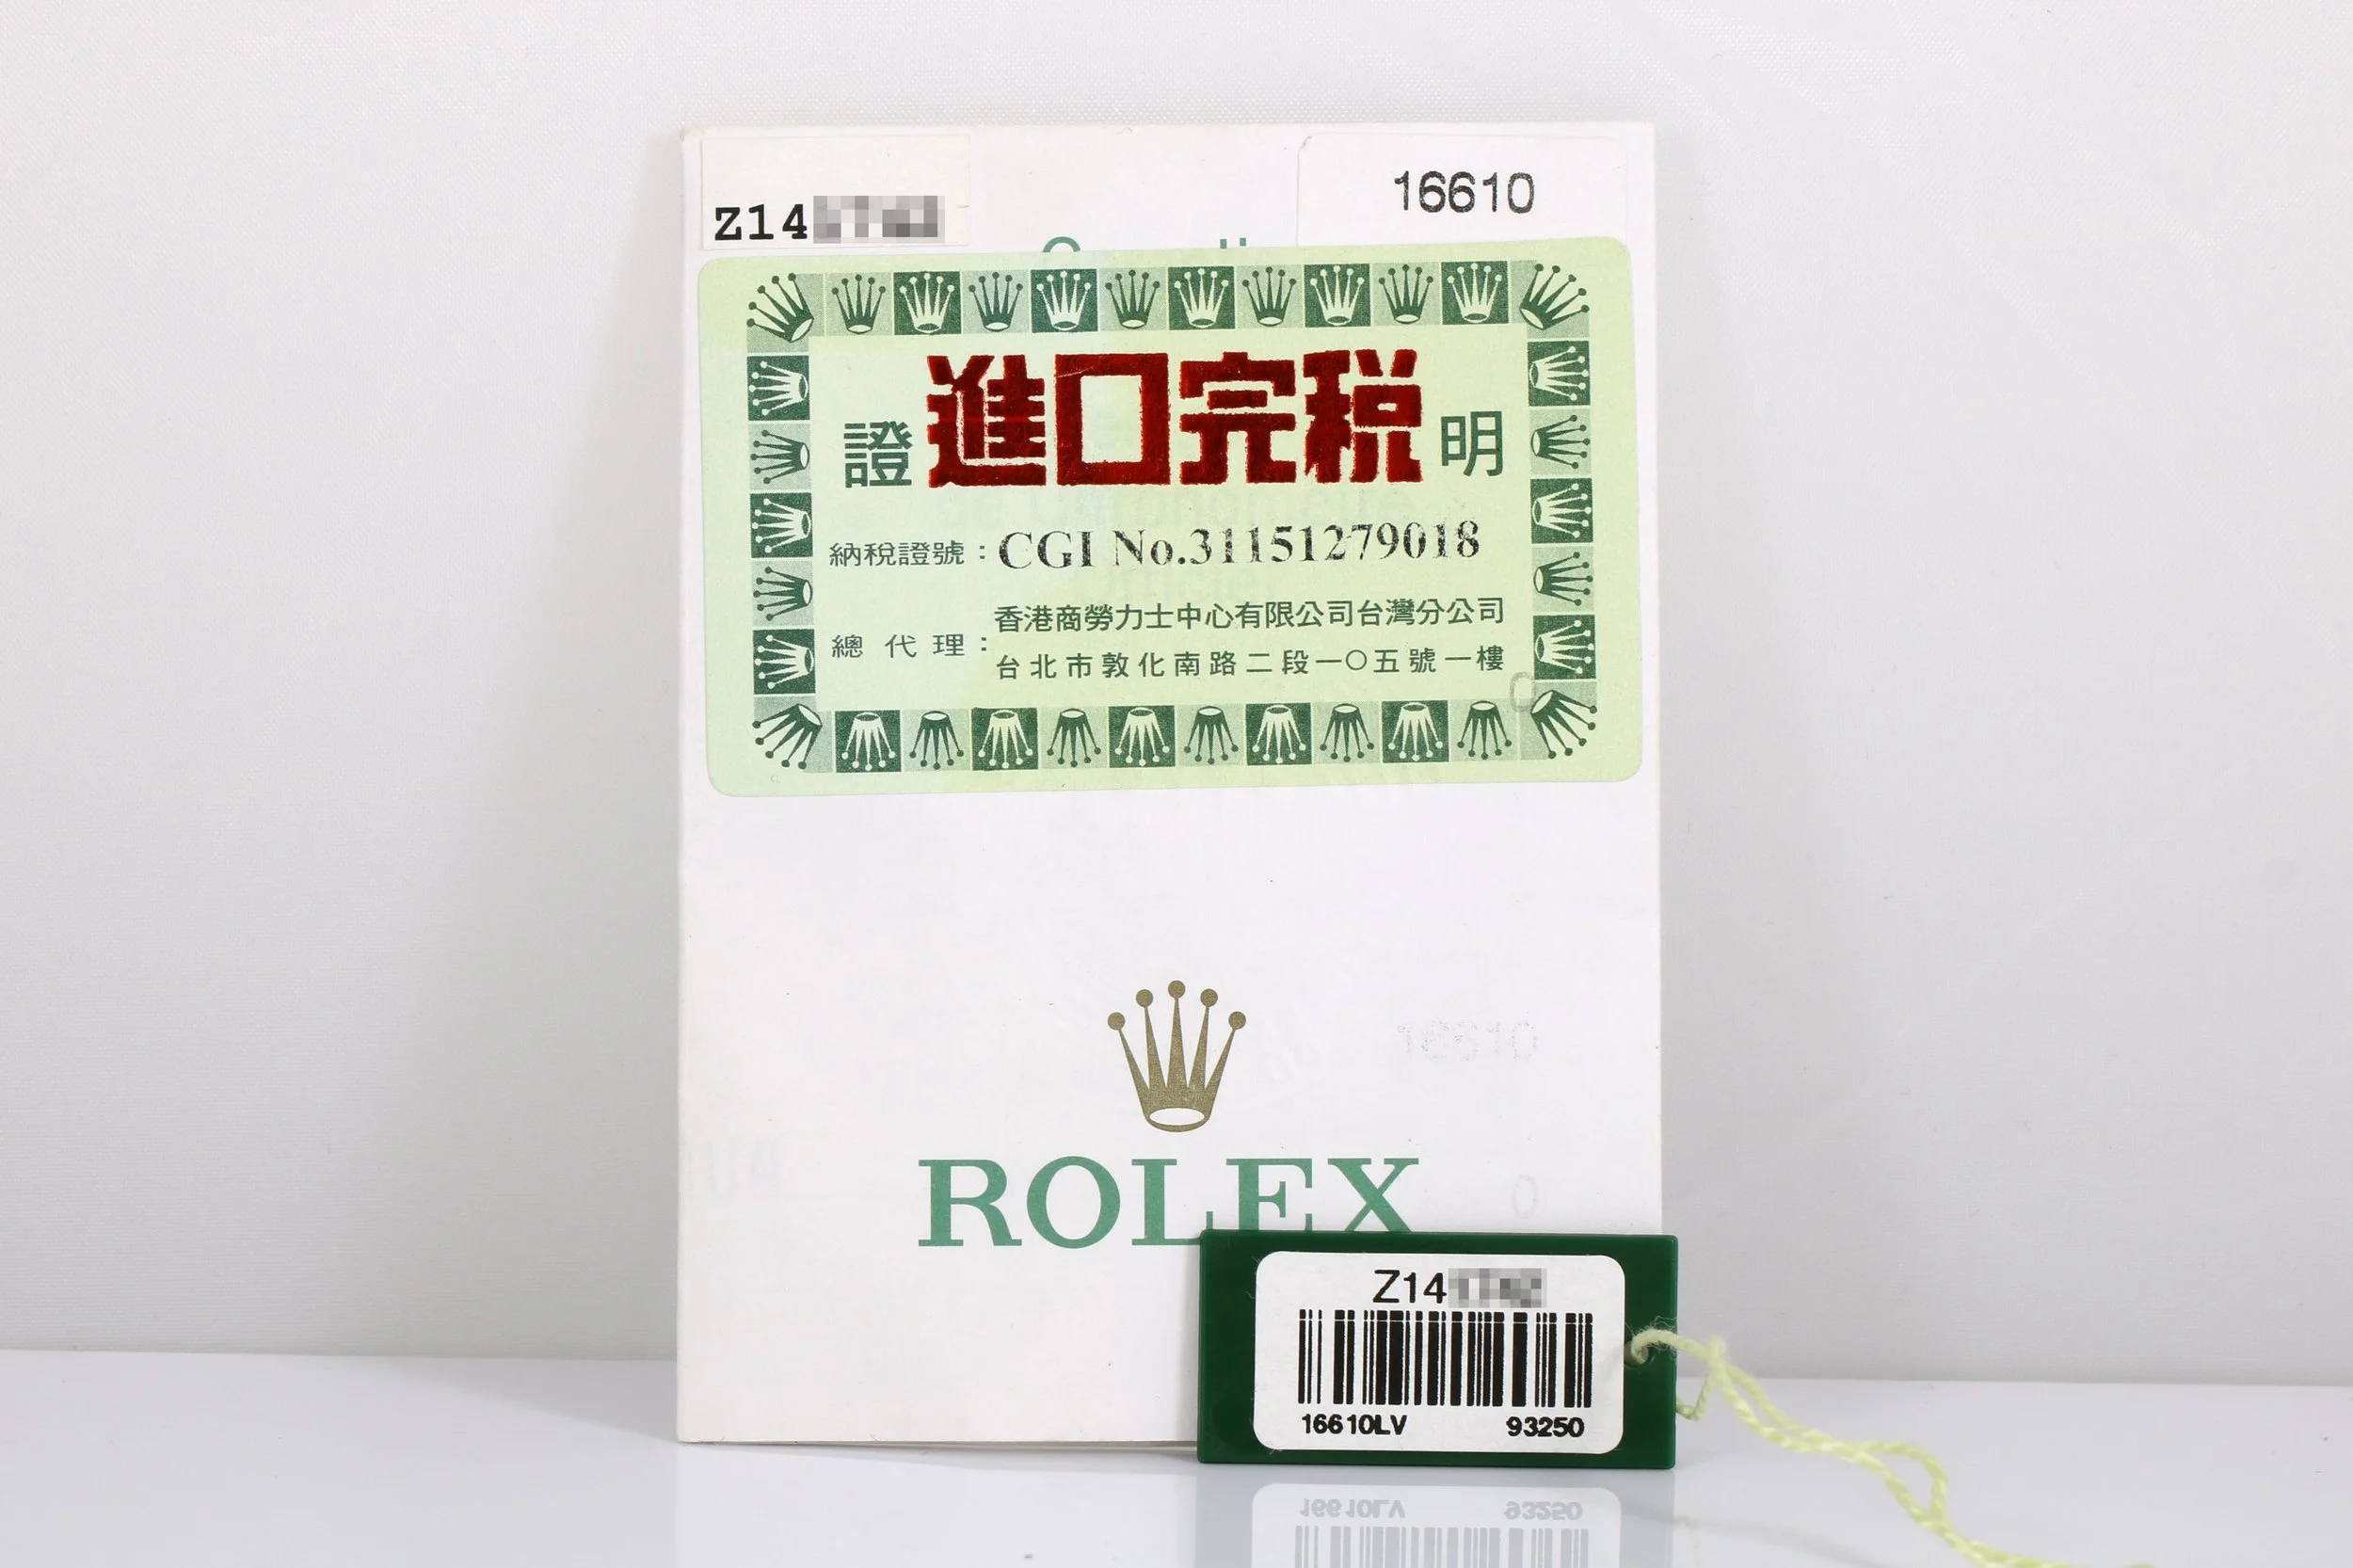 Z14
16610
證進口完税明
納稅證號：CGI No.31151279018
總代理：香港商勞力士中心有限公司台灣分公司
台北市敦化南路二段一〇五號一樓
16610
ROLEX
Z14
16610LV 93250